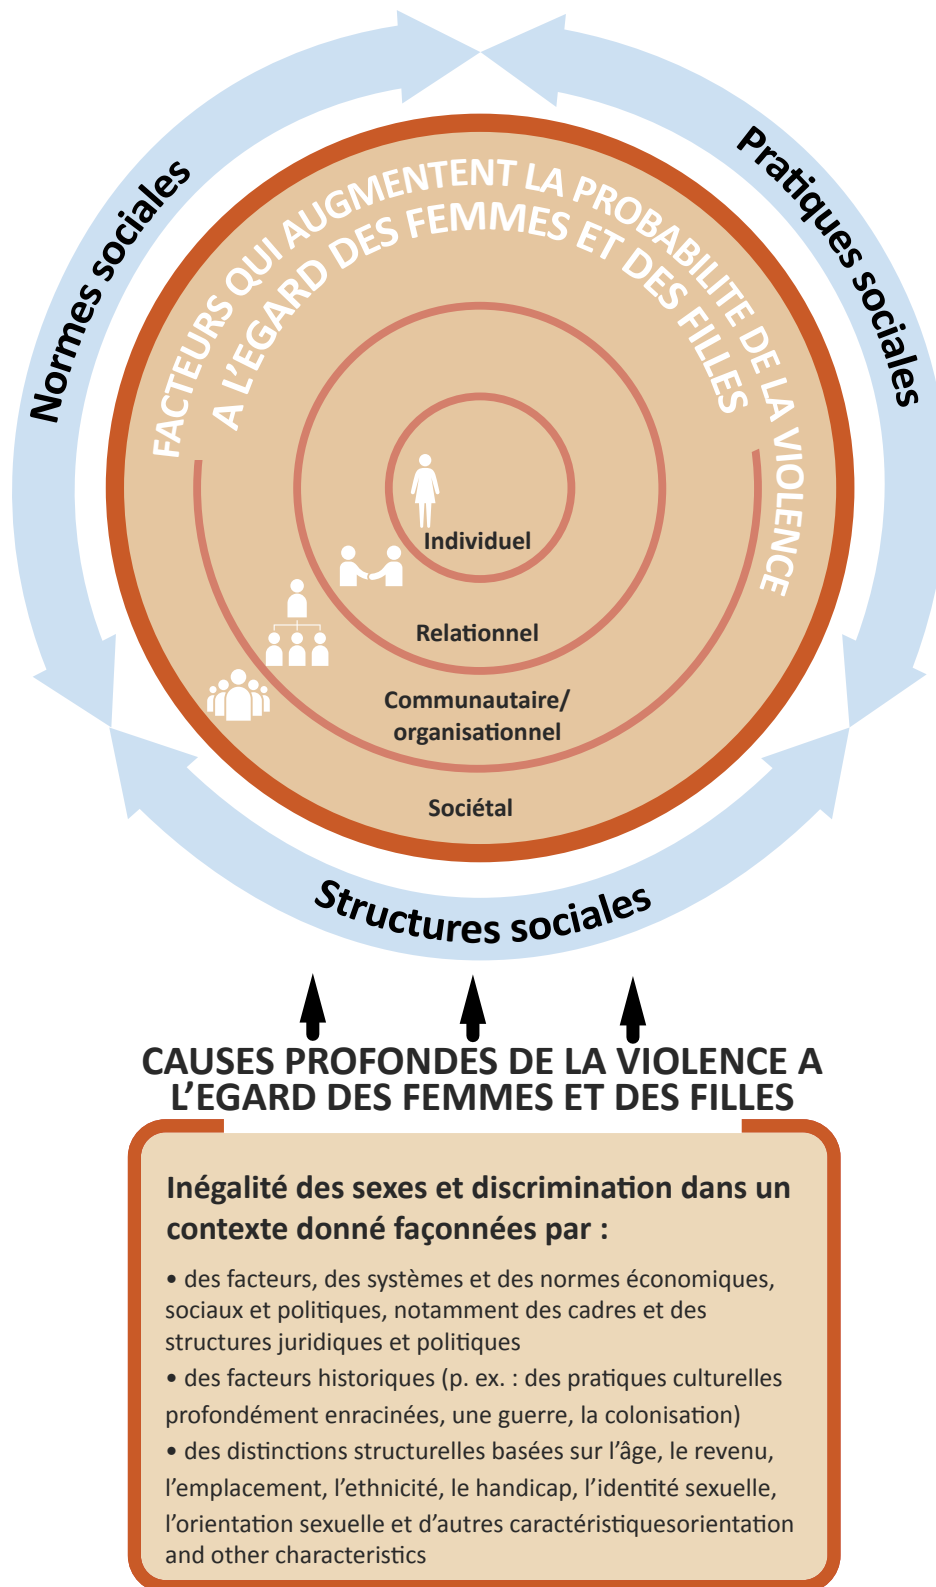 Normes sociales
Pratiques sociales
FACTEURS QUI AUGMENTENT LA PROBABILITE DE LA VIOLENCE
A L’EGARD DES FEMMES ET DES FILLES
Individuel
Relationnel
Communautaire/
organisationnel
Sociétal
Structures sociales
CAUSES PROFONDES DE LA VIOLENCE A
L’EGARD DES FEMMES ET DES FILLES
Inégalité des sexes et discrimination dans un
contexte donné façonnées par :
• des facteurs, des systèmes et des normes économiques,
sociaux et politiques, notamment des cadres et des
structures juridiques et politiques
• des facteurs historiques (p. ex. : des pratiques culturelles
profondément enracinées, une guerre, la colonisation)
• des distinctions structurelles basées sur l’âge, le revenu,
l’emplacement, l’ethnicité, le handicap, l’identité sexuelle,
l’orientation sexuelle et d’autres caractéristiquesorientation
and other characteristics